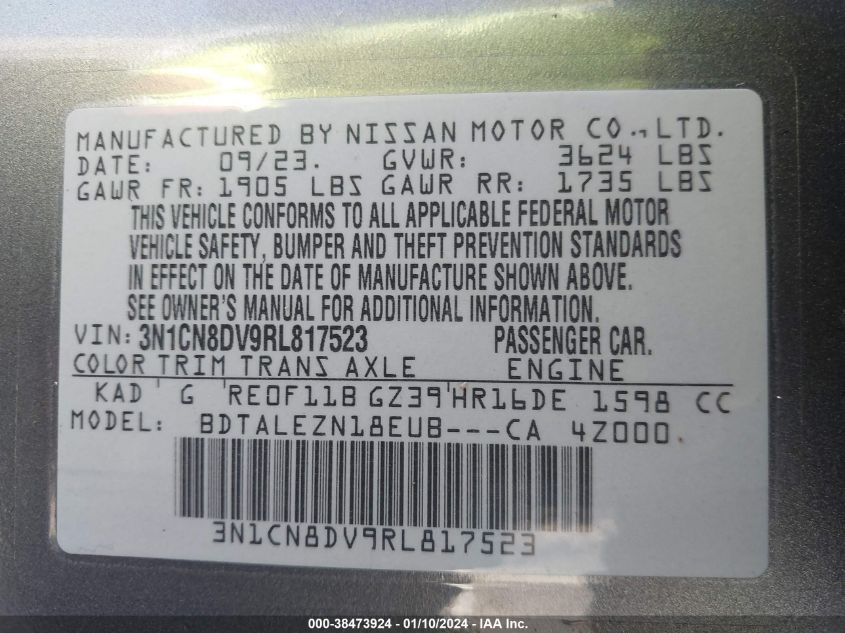 MANUFACTURED BY NISSAN MOTOR CO., LTD.
DATE: 09/23. GVWR: 3624 LBS
GAWR FR: 1905 LBS GAWR RR: 1735 LBS
THIS VEHICLE CONFORMS TO ALL APPLICABLE FEDERAL MOTOR
VEHICLE SAFETY, BUMPER AND THEFT PREVENTION STANDARDS
IN EFFECT ON THE DATE OF MANUFACTURE SHOWN ABOVE.
SEE OWNER'S MANUAL FOR ADDITIONAL INFORMATION.
VIN: 3N1CN8DV9RL817523 PASSENGER CAR.
COLOR TRIM TRANS AXLE ENGINE
KAD G RE0F11B GZ39 HR16DE 1598 CC
MODEL: BDTALEZN18EUB---CA 4Z000
3N1CN8DV9RL817523
000-38473924 / 01/10/2024 - IAA Inc.